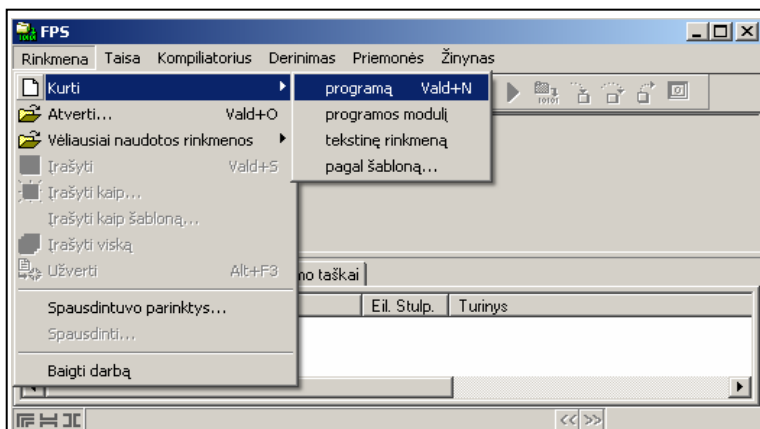 FPS
Rinkmena Taisa Kompiliatorius Derinimas Priemonės Žinynas
Kurti
programą Vald+N
Atverti... Vald+O
programos modulį
Vėliausiai naudotos rinkmenos
tekstinę rinkmeną
Įrašyti Vald+S
pagal šabloną...
Įrašyti kaip...
Įrašyti kaip šabloną...
Įrašyti viską
Užverti Alt+F3
mo taškai
Spausdintuvo parinktys...
Eil. Stulp. Turinys
Spausdinti...
Baigti darbą